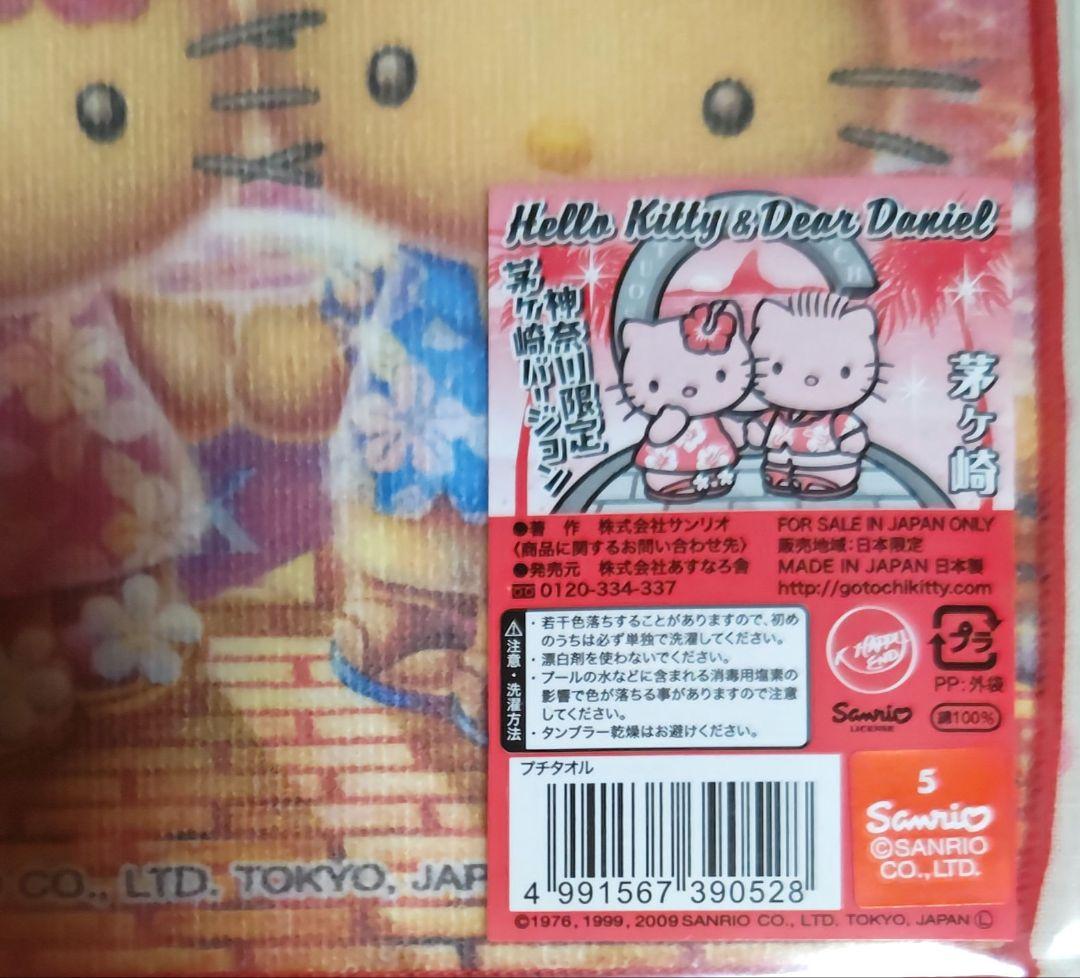 Hello Kitty & Dear Daniel
神奈川限定
茅ヶ崎バージョン!!
茅ヶ崎
●著 作 株式会社サンリオ
〈商品に関するお問い合わせ先〉
●発売元 株式会社あすなろ舎
0120-334-337
FOR SALE IN JAPAN ONLY
販売地域:日本限定
MADE IN JAPAN 日本製
http://gotochikitty.com
注意・洗濯方法
・若干色落ちすることがありますので、初め
のうちは必ず単独で洗濯してください。
・漂白剤を使わないでください。
・プールの水などに含まれる消毒用塩素の
影響で色が落ちる事がありますので注意
してください。
・タンブラー乾燥はお避けください。
HAPPY
END
プラ
PP:外袋
Sanrio
LICENSE
綿100%
プチタオル
4 991567 390528
5
Sanrio
©SANRIO
CO.,LTD.
©1976, 1999, 2009 SANRIO CO., LTD. TOKYO, JAPAN Ⓛ
CO., LTD. TOKYO, JAP